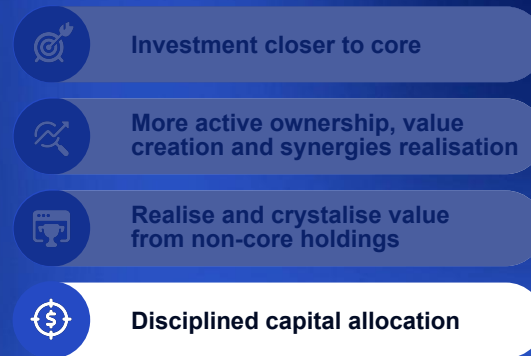 Investment closer to core
More active ownership, value
creation and synergies realisation
Realise and crystalise value
from non-core holdings
$
Disciplined capital allocation